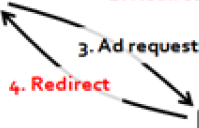 3. Ad request
4. Redirect